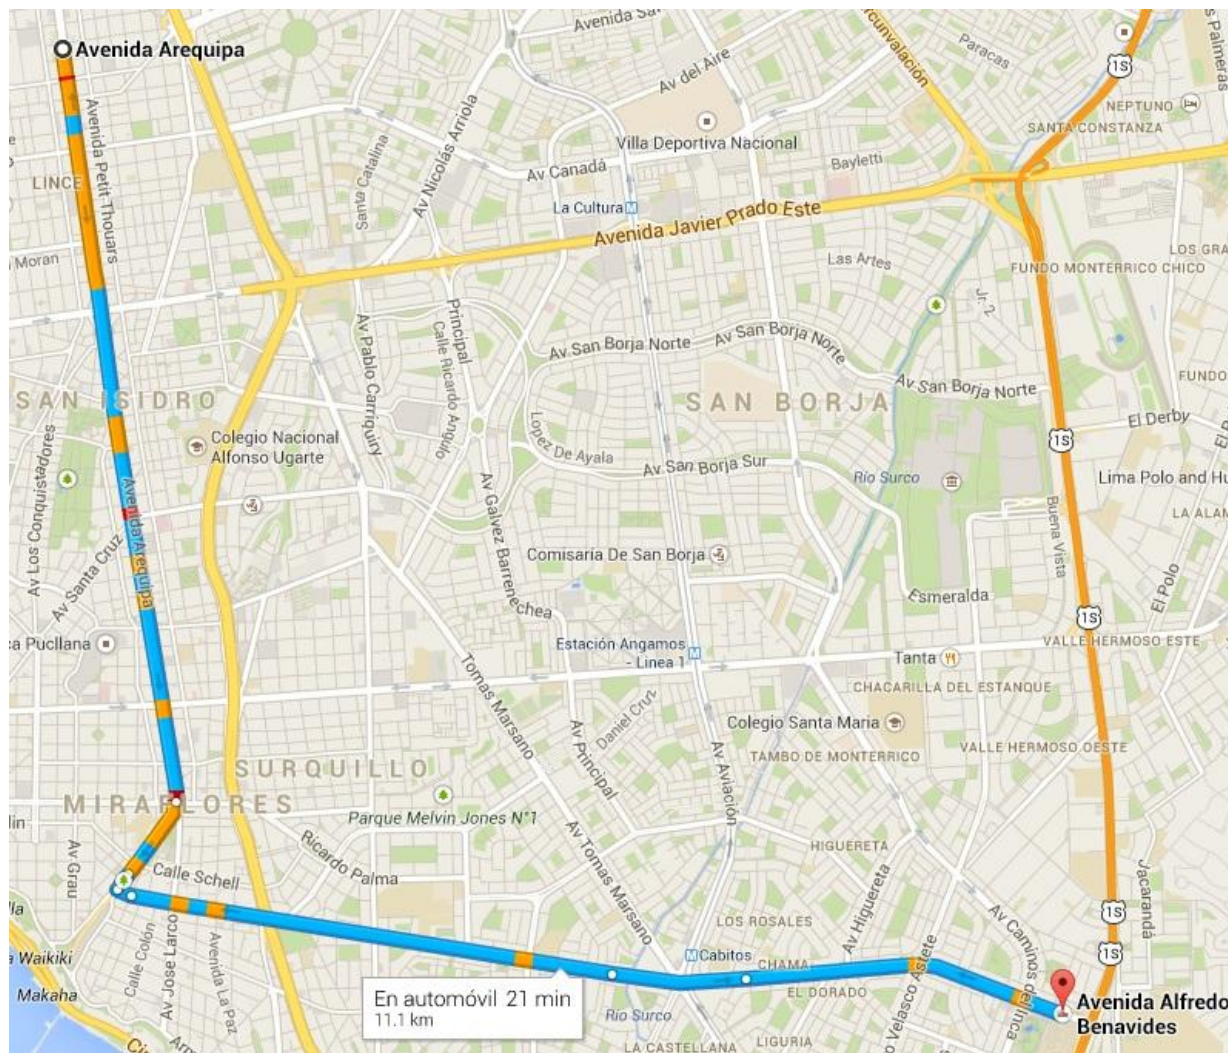 Avenida Arequipa
Avenida Petit Thouars
LINCE
Moran
Santa Catalina
Av Nicolás Arriola
Av del Aire
Villa Deportiva Nacional
Av Canadá
La Cultura M
Avenida Javier Prado Este
Bayletti
Paracas
1S
NEPTUNO
SANTA CONSTANZA
Palmeras
Las Artes
FUNDO MONTERRICO CHICO
Jr. 2
Av Pablo Carriquiry
Principal
Calle Ricardo Angulo
Av San Borja Norte
Av San Borja Norte
Av San Borja Norte
SAN ISIDRO
SAN BORJA
FUNDO
El Derby
1S
Colegio Nacional
Alfonso Ugarte
Lopez De Ayala
Av San Borja Sur
Río Surco
Lima Polo and Hu
Av Los Conquistadores
Avenida Arequipa
Av Santa Cruz
Av Galvez Barrenechea
Comisaría De San Borja
Buena Vista
Esmeralda
El Polo
1S
VALLE HERMOSO ESTE
Pucllana
Estación Angamos
- Linea 1
M
Tanta
CHACARILLA DEL ESTANQUE
Tomas Marsano
Daniel Cruz
Av Principal
Av Aviación
Colegio Santa Maria
TAMBO DE MONTERRICO
VALLE HERMOSO OESTE
SURQUILLO
MIRAFLORES
Parque Melvin Jones N°1
Ricardo Palma
Av Tomas Marsano
HIGUERETA
Av Grau
Calle Schell
Jacarandá
LOS ROSALES
Av Higuereta
Av Caminos del Inca
1S
1S
Waikiki
Makaha
Calle Colón
Av Jose Larco
Avenida La Paz
M Cabitos
CHAMA
EL DORADO
Velasco Astete
En automóvil 21 min
11.1 km
Río Surco
LA CASTELLANA
LIGURIA
Avenida Alfredo
Benavides